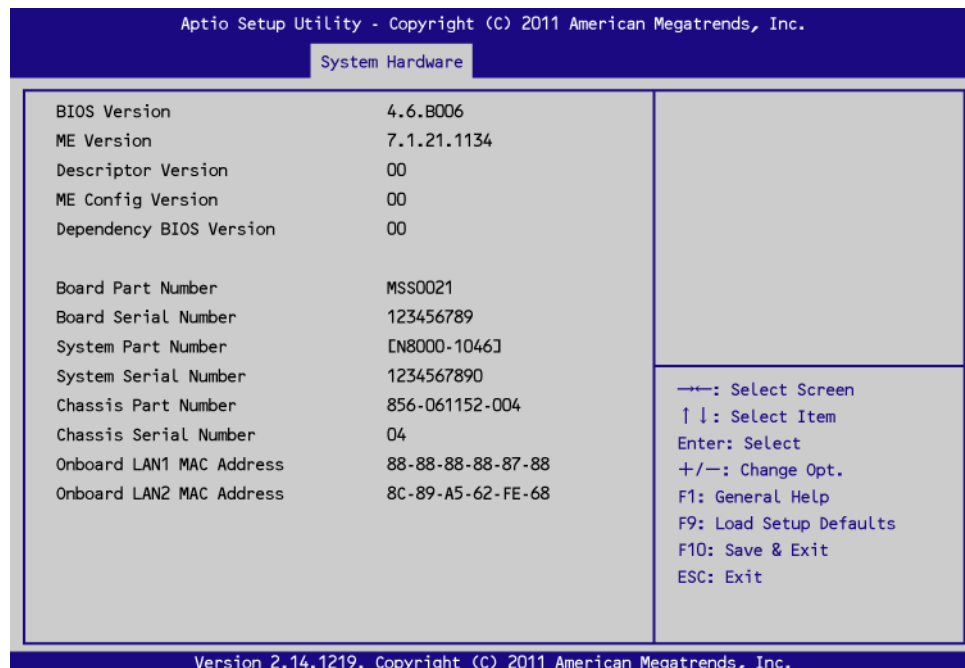 Aptio Setup Utility - Copyright (C) 2011 American Megatrends, Inc.
System Hardware
BIOS Version 4.6.B006
ME Version 7.1.21.1134
Descriptor Version 00
ME Config Version 00
Dependency BIOS Version 00
Board Part Number MSS0021
Board Serial Number 123456789
System Part Number [N8000-1046]
System Serial Number 1234567890
Chassis Part Number 856-061152-004
Chassis Serial Number 04
Onboard LAN1 MAC Address 88-88-88-88-87-88
Onboard LAN2 MAC Address 8C-89-A5-62-FE-68
→←: Select Screen
↑↓: Select Item
Enter: Select
+/-: Change Opt.
F1: General Help
F9: Load Setup Defaults
F10: Save & Exit
ESC: Exit
Version 2.14.1219. Copyright (C) 2011 American Megatrends, Inc.